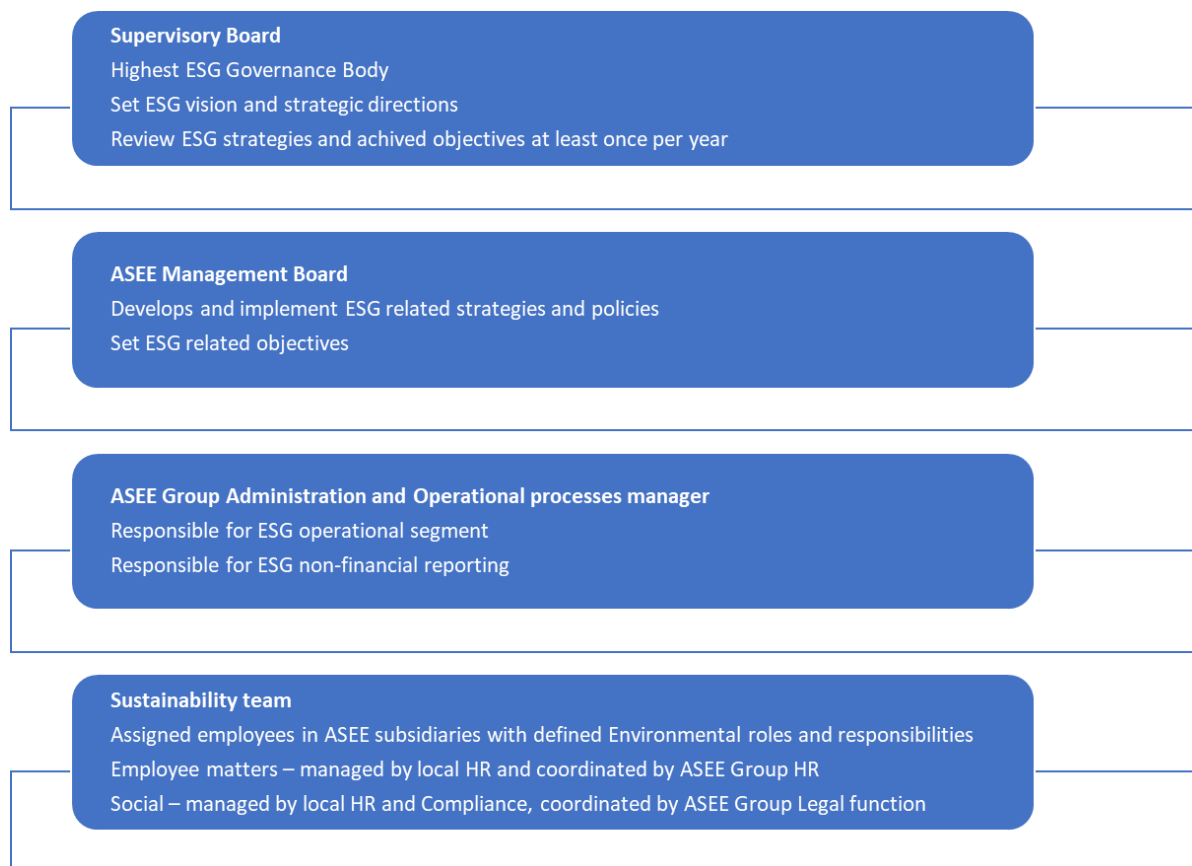 Supervisory Board
Highest ESG Governance Body
Set ESG vision and strategic directions
Review ESG strategies and achived objectives at least once per year
ASEE Management Board
Develops and implement ESG related strategies and policies
Set ESG related objectives
ASEE Group Administration and Operational processes manager
Responsible for ESG operational segment
Responsible for ESG non-financial reporting
Sustainability team
Assigned employees in ASEE subsidiaries with defined Environmental roles and responsibilities
Employee matters – managed by local HR and coordinated by ASEE Group HR
Social – managed by local HR and Compliance, coordinated by ASEE Group Legal function